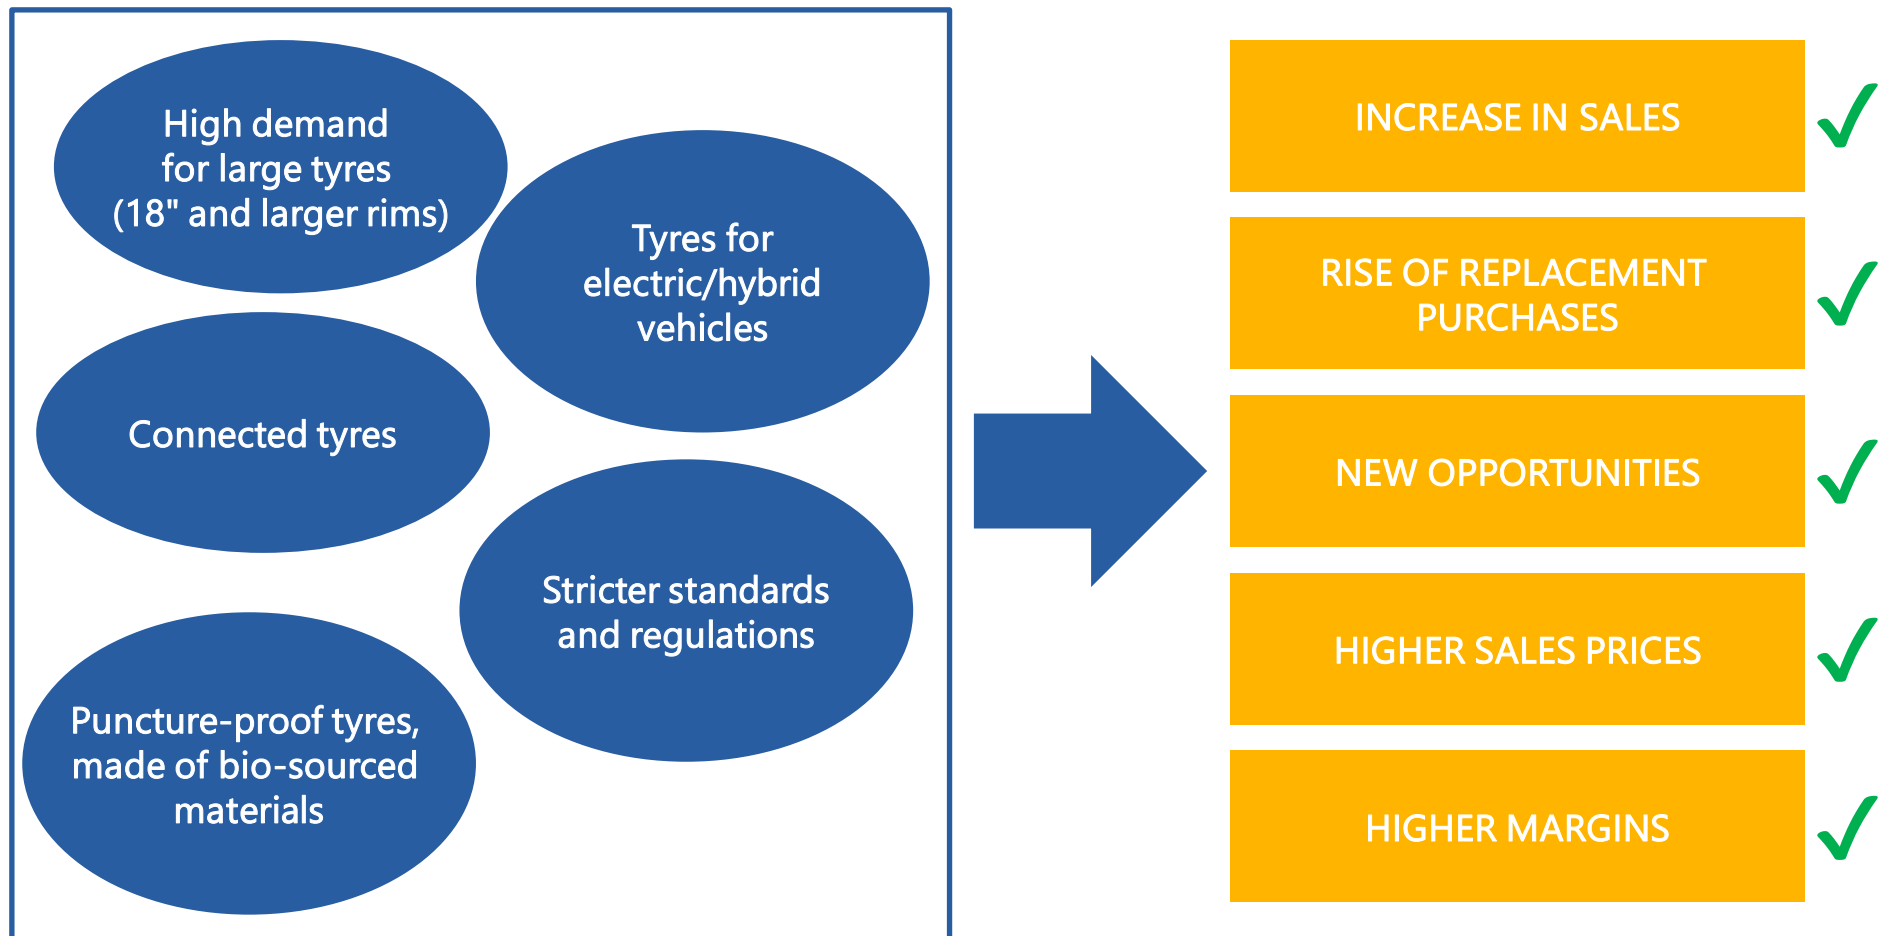 High demand
for large tyres
(18" and larger rims)
Tyres for
electric/hybrid
vehicles
Connected tyres
Stricter standards
and regulations
Puncture-proof tyres,
made of bio-sourced
materials
INCREASE IN SALES
RISE OF REPLACEMENT
PURCHASES
NEW OPPORTUNITIES
HIGHER SALES PRICES
HIGHER MARGINS